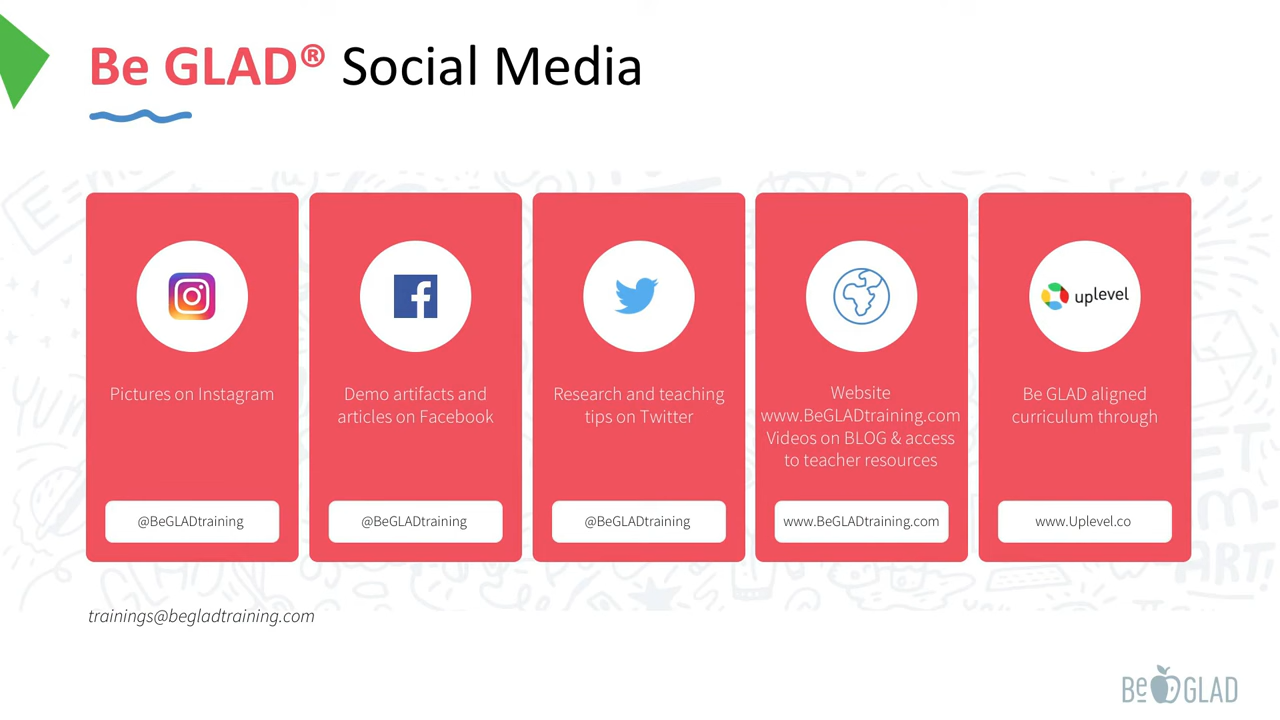 Be GLAD® Social Media
Pictures on Instagram
@BeGLADtraining
Demo artifacts and
articles on Facebook
@BeGLADtraining
Research and teaching
tips on Twitter
@BeGLADtraining
Website
www.BeGLADtraining.com
Videos on BLOG & access
to teacher resources
www.BeGLADtraining.com
uplevel
Be GLAD aligned
curriculum through
www.Uplevel.co
ART!
trainings@begladtraining.com
Be GLAD